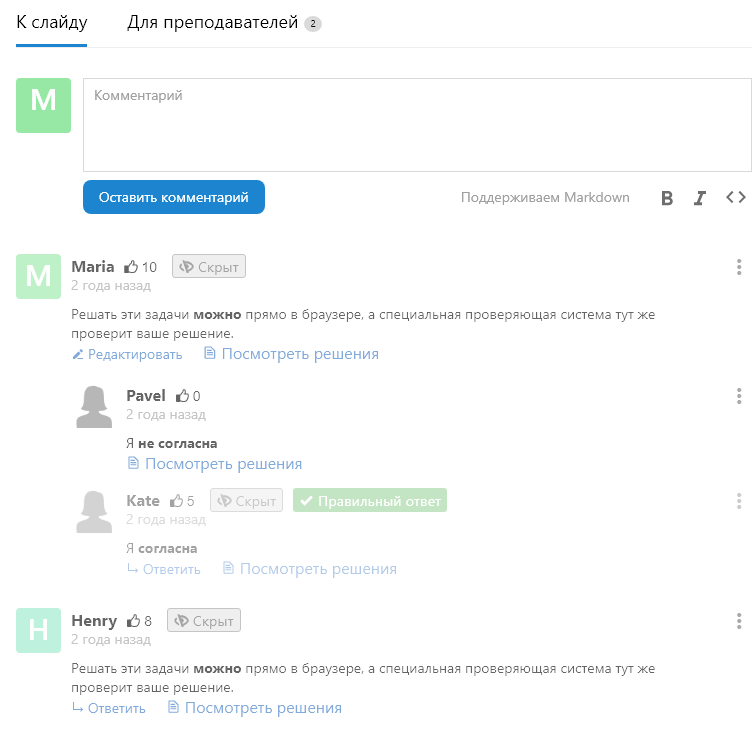 К слайду Для преподавателей 2
M
Комментарий
Оставить комментарий Поддерживаем Markdown B I <>
M Maria 10 Скрыт
2 года назад
Решать эти задачи можно прямо в браузере, а специальная проверяющая система тут же
проверит ваше решение.
Редактировать Посмотреть решения
Pavel 0
2 года назад
Я не согласна
Посмотреть решения
Kate 5 Скрыт Правильный ответ
2 года назад
Я согласна
Ответить Посмотреть решения
H Henry 8 Скрыт
2 года назад
Решать эти задачи можно прямо в браузере, а специальная проверяющая система тут же
проверит ваше решение.
Ответить Посмотреть решения